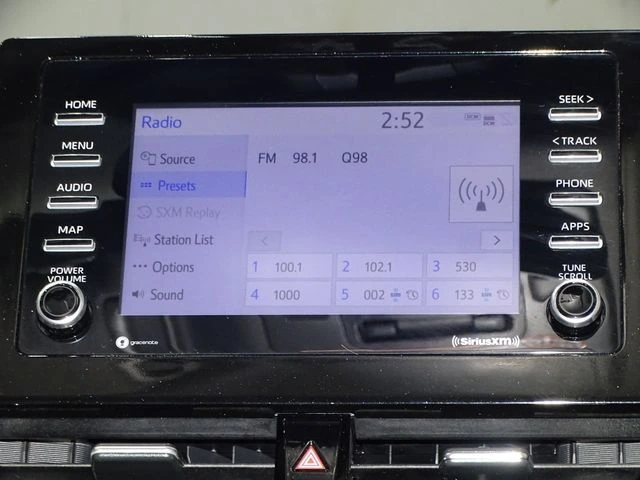 HOME
MENU
AUDIO
MAP
POWER
VOLUME
Radio 2:52
DCM
DCM
Source
Presets
SXM Replay
Station List
Options
Sound
FM 98.1 Q98
< >
1 100.1 2 102.1 3 530
4 1000 5 002 6 133
SEEK >
< TRACK
PHONE
APPS
TUNE
SCROLL
gracenote
((SiriusXM))